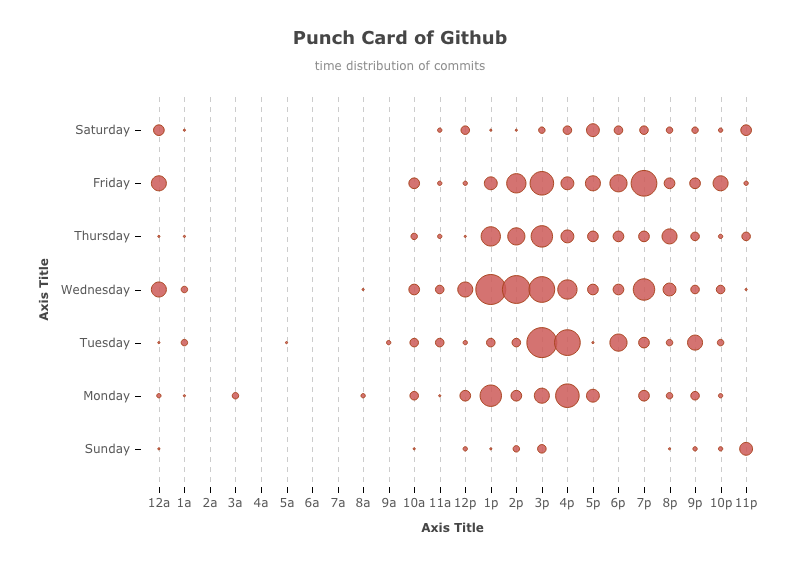 Punch Card of Github
time distribution of commits
Axis Title
Saturday
Friday
Thursday
Wednesday
Tuesday
Monday
Sunday
12a 1a 2a 3a 4a 5a 6a 7a 8a 9a 10a 11a 12p 1p 2p 3p 4p 5p 6p 7p 8p 9p 10p 11p
Axis Title